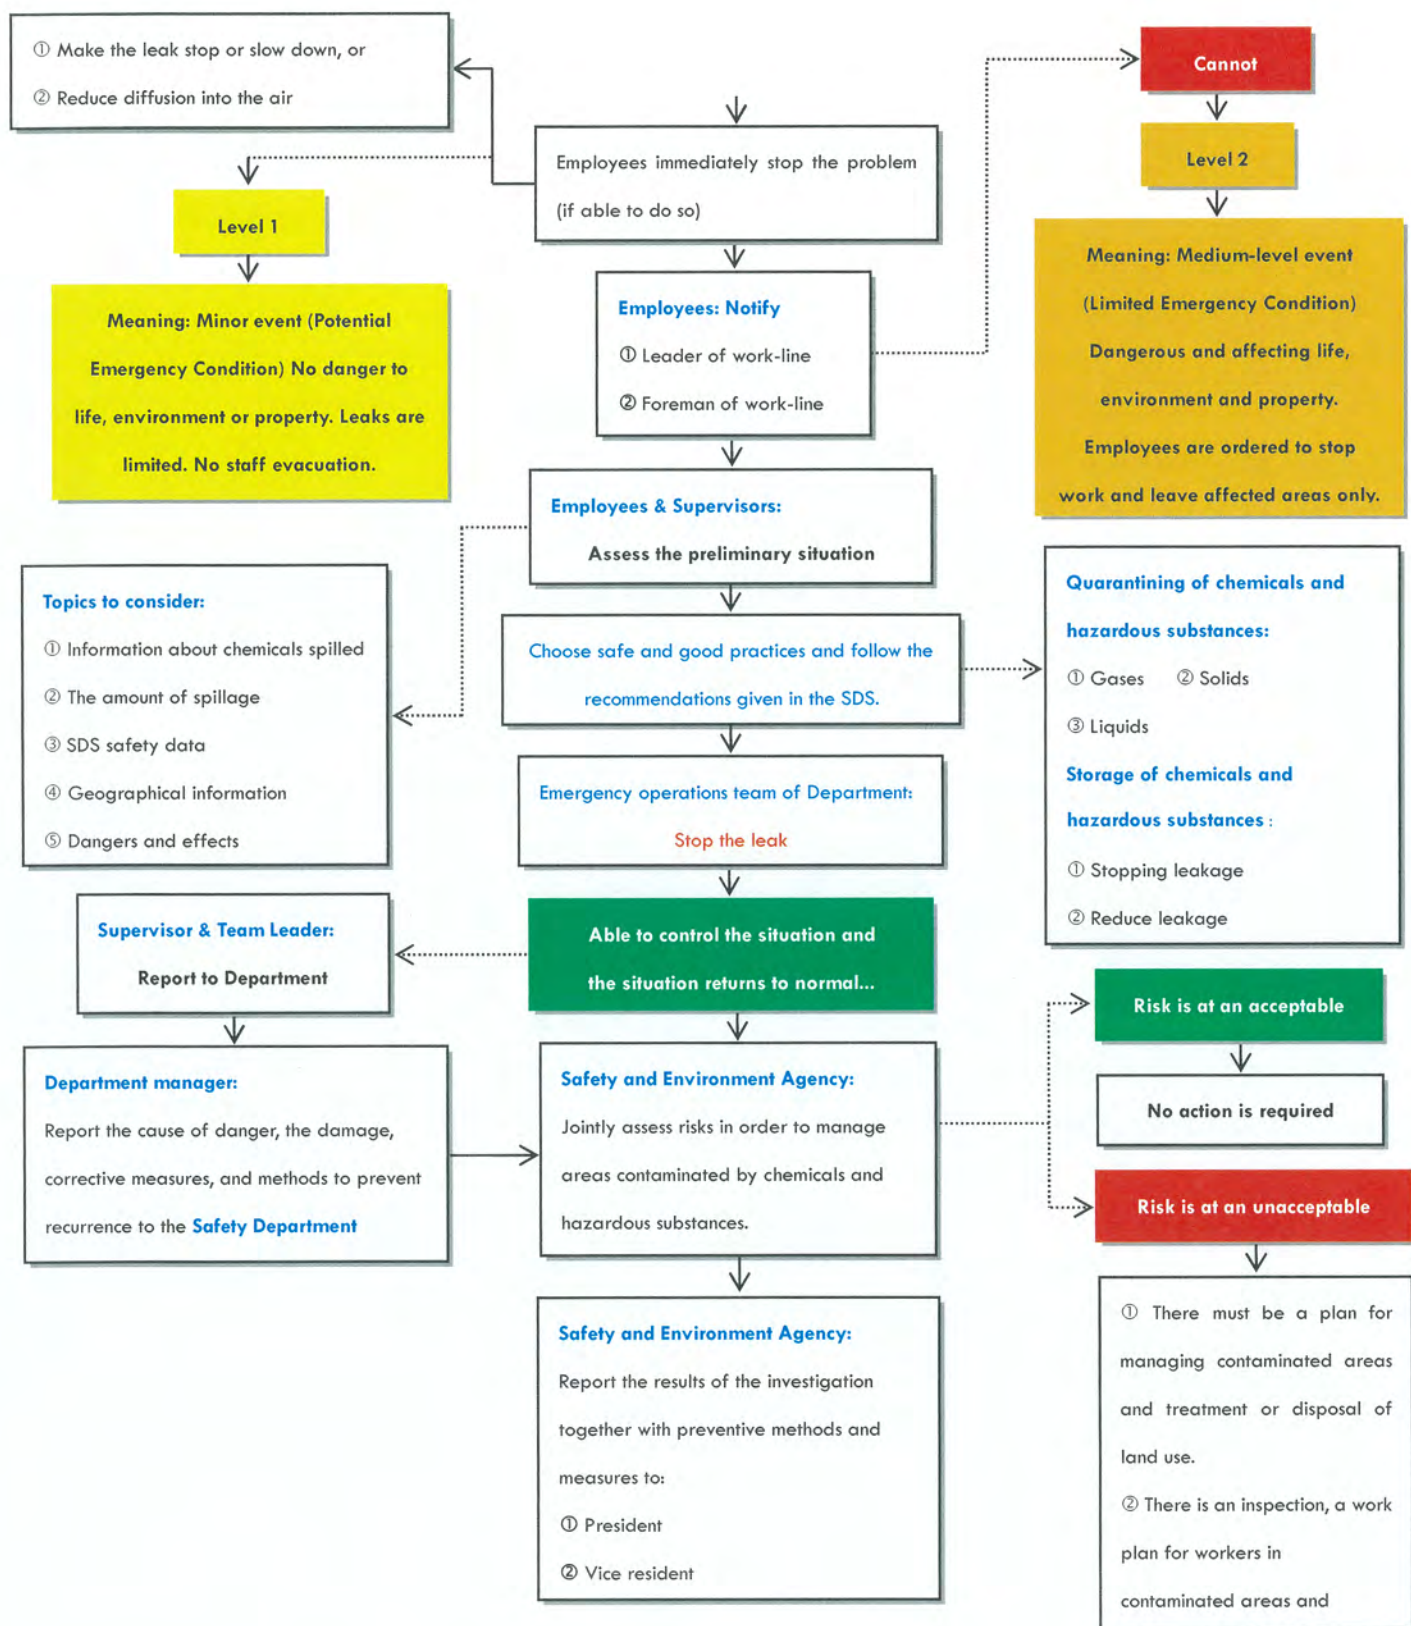 ① Make the leak stop or slow down, or
② Reduce diffusion into the air
Cannot
Employees immediately stop the problem
(if able to do so)
Level 2
Level 1
Meaning: Medium-level event
(Limited Emergency Condition)
Dangerous and affecting life,
environment and property.
Employees are ordered to stop
work and leave affected areas only.
Employees: Notify
① Leader of work-line
② Foreman of work-line
Meaning: Minor event (Potential
Emergency Condition) No danger to
life, environment or property. Leaks are
limited. No staff evacuation.
Employees & Supervisors:
Assess the preliminary situation
Topics to consider:
① Information about chemicals spilled
② The amount of spillage
③ SDS safety data
④ Geographical information
⑤ Dangers and effects
Choose safe and good practices and follow the
recommendations given in the SDS.
Quarantining of chemicals and
hazardous substances:
① Gases ② Solids
③ Liquids
Storage of chemicals and
hazardous substances :
① Stopping leakage
② Reduce leakage
Emergency operations team of Department:
Stop the leak
Supervisor & Team Leader:
Report to Department
Able to control the situation and
the situation returns to normal...
Risk is at an acceptable
No action is required
Department manager:
Report the cause of danger, the damage,
corrective measures, and methods to prevent
recurrence to the Safety Department
Safety and Environment Agency:
Jointly assess risks in order to manage
areas contaminated by chemicals and
hazardous substances.
Risk is at an unacceptable
① There must be a plan for
managing contaminated areas
and treatment or disposal of
land use.
② There is an inspection, a work
plan for workers in
contaminated areas and
Safety and Environment Agency:
Report the results of the investigation
together with preventive methods and
measures to:
① President
② Vice resident